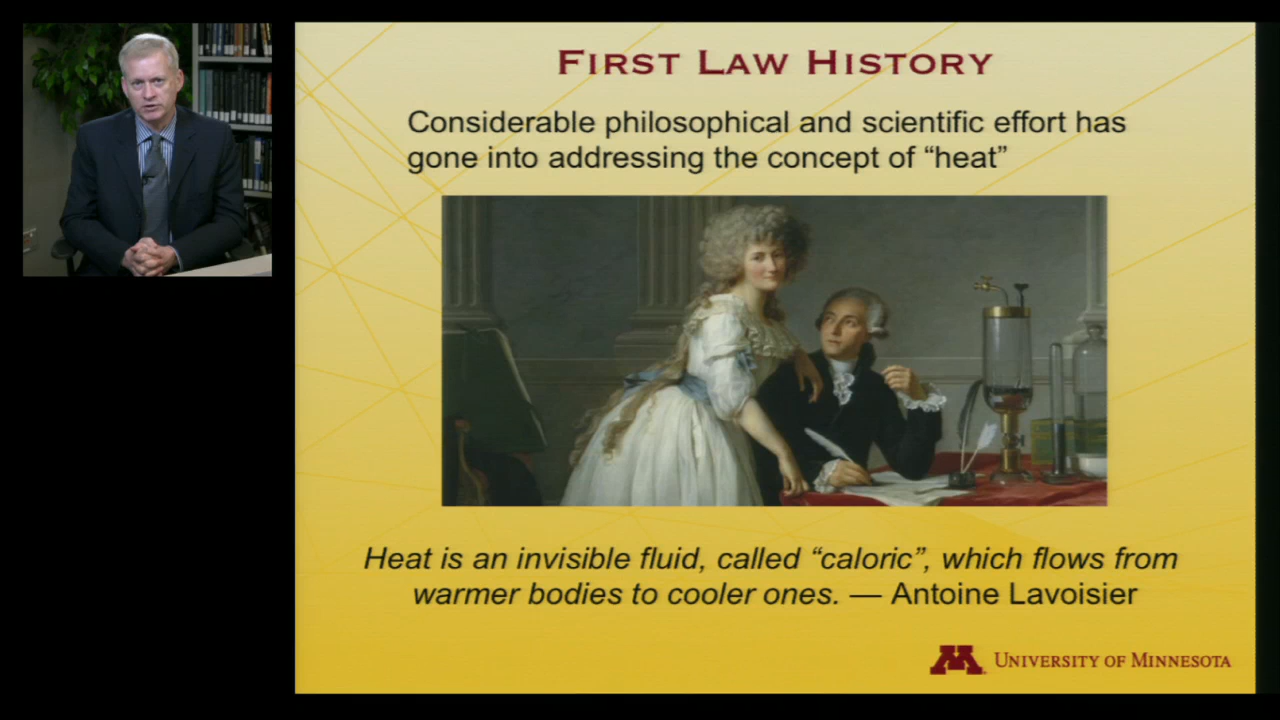 First Law History
Considerable philosophical and scientific effort has
gone into addressing the concept of “heat”
Heat is an invisible fluid, called “caloric”, which flows from
warmer bodies to cooler ones. — Antoine Lavoisier
M University of Minnesota